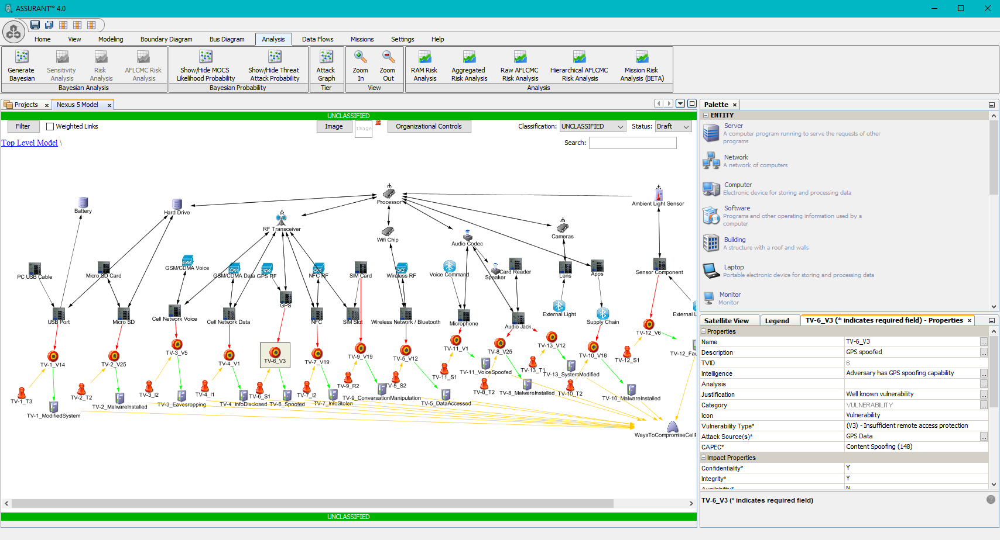 ASSURANT™ 4.0
Home View Modeling Boundary Diagram Bus Diagram Analysis Data Flows Missions Settings Help
Generate Bayesian
Sensitivity Analysis
Risk Analysis
AFLCMC Risk Analysis
Bayesian Analysis
Show/Hide MOCS Likelihood Probability
Show/Hide Threat Attack Probability
Bayesian Probability
Attack Graph
Tier
Zoom In
Zoom Out
View
RAM Risk Analysis
Aggregated Risk Analysis
Raw AFLCMC Risk Analysis
Hierarchical AFLCMC Risk Analysis
Mission Risk Analysis (BETA)
Analysis
Projects
Nexus 5 Model
UNCLASSIFIED
Filter
Weighted Links
Image
Image
Organizational Controls
Classification: UNCLASSIFIED
Status: Draft
Top Level Model \
Search:
Processor
Battery
Hard Drive
Ambient Light Sensor
RF Transceiver
Wifi Chip
Audio Codec
Cameras
PC USB Cable
Micro SD Card
GSM/CDMA Voice
GSM/CDMA Data
GPS RF
NFC RF
SIM Card
Wireless RF
Voice Command
Speaker
Card Reader
Lens
Apps
Sensor Component
USB Port
Micro SD
Cell Network Voice
Cell Network Data
GPS
NFC
SIM Slot
Wireless Network / Bluetooth
Microphone
Audio Jack
External Light
Supply Chain
External L
TV-1_V14
TV-2_V25
TV-3_V5
TV-4_V1
TV-6_V3
TV-7_V19
TV-9_V19
TV-5_V12
TV-11_V1
TV-8_V25
TV-13_V12
TV-10_V18
TV-12_V6
TV-1_T3
TV-2_T2
TV-3_I2
TV-4_I1
TV-6_S1
TV-7_I2
TV-9_R2
TV-5_S2
TV-11_S1
TV-8_T2
TV-13_T1
TV-10_T2
TV-12_S1
TV-1_ModifiedSystem
TV-2_MalwareInstalled
TV-3_Eavesropping
TV-4_InfoDisclosed
TV-6_Spoofed
TV-7_InfoStolen
TV-9_ConversationManipulation
TV-5_DataAccessed
TV-11_VoiceSpoofed
TV-8_MalwareInstalled
TV-13_SystemModified
TV-10_MalwareInstalled
TV-12_Fau
WaysToCompromiseCellP
UNCLASSIFIED
Palette
ENTITY
Server
A computer program running to serve the requests of other
programs
Network
A network of computers
Computer
Electronic device for storing and processing data
Software
Programs and other operating information used by a
computer
Building
A structure with a roof and walls
Laptop
Portable electronic device for storing and processing data
Monitor
Monitor
Satellite View
Legend
TV-6_V3 (* indicates required field) - Properties
Properties
Name TV-6_V3
Description GPS spoofed
TVID 6
Intelligence Adversary has GPS spoofing capability
Analysis
Justification Well known vulnerability
Category VULNERABILITY
Icon Vulnerability
Vulnerability Type* (V3) - Insufficient remote access protection
Attack Source(s)* GPS Data
CAPEC* Content Spoofing (148)
Impact Properties
Confidentiality* Y
Integrity* Y
Availability* N
TV-6_V3 (* indicates required field)